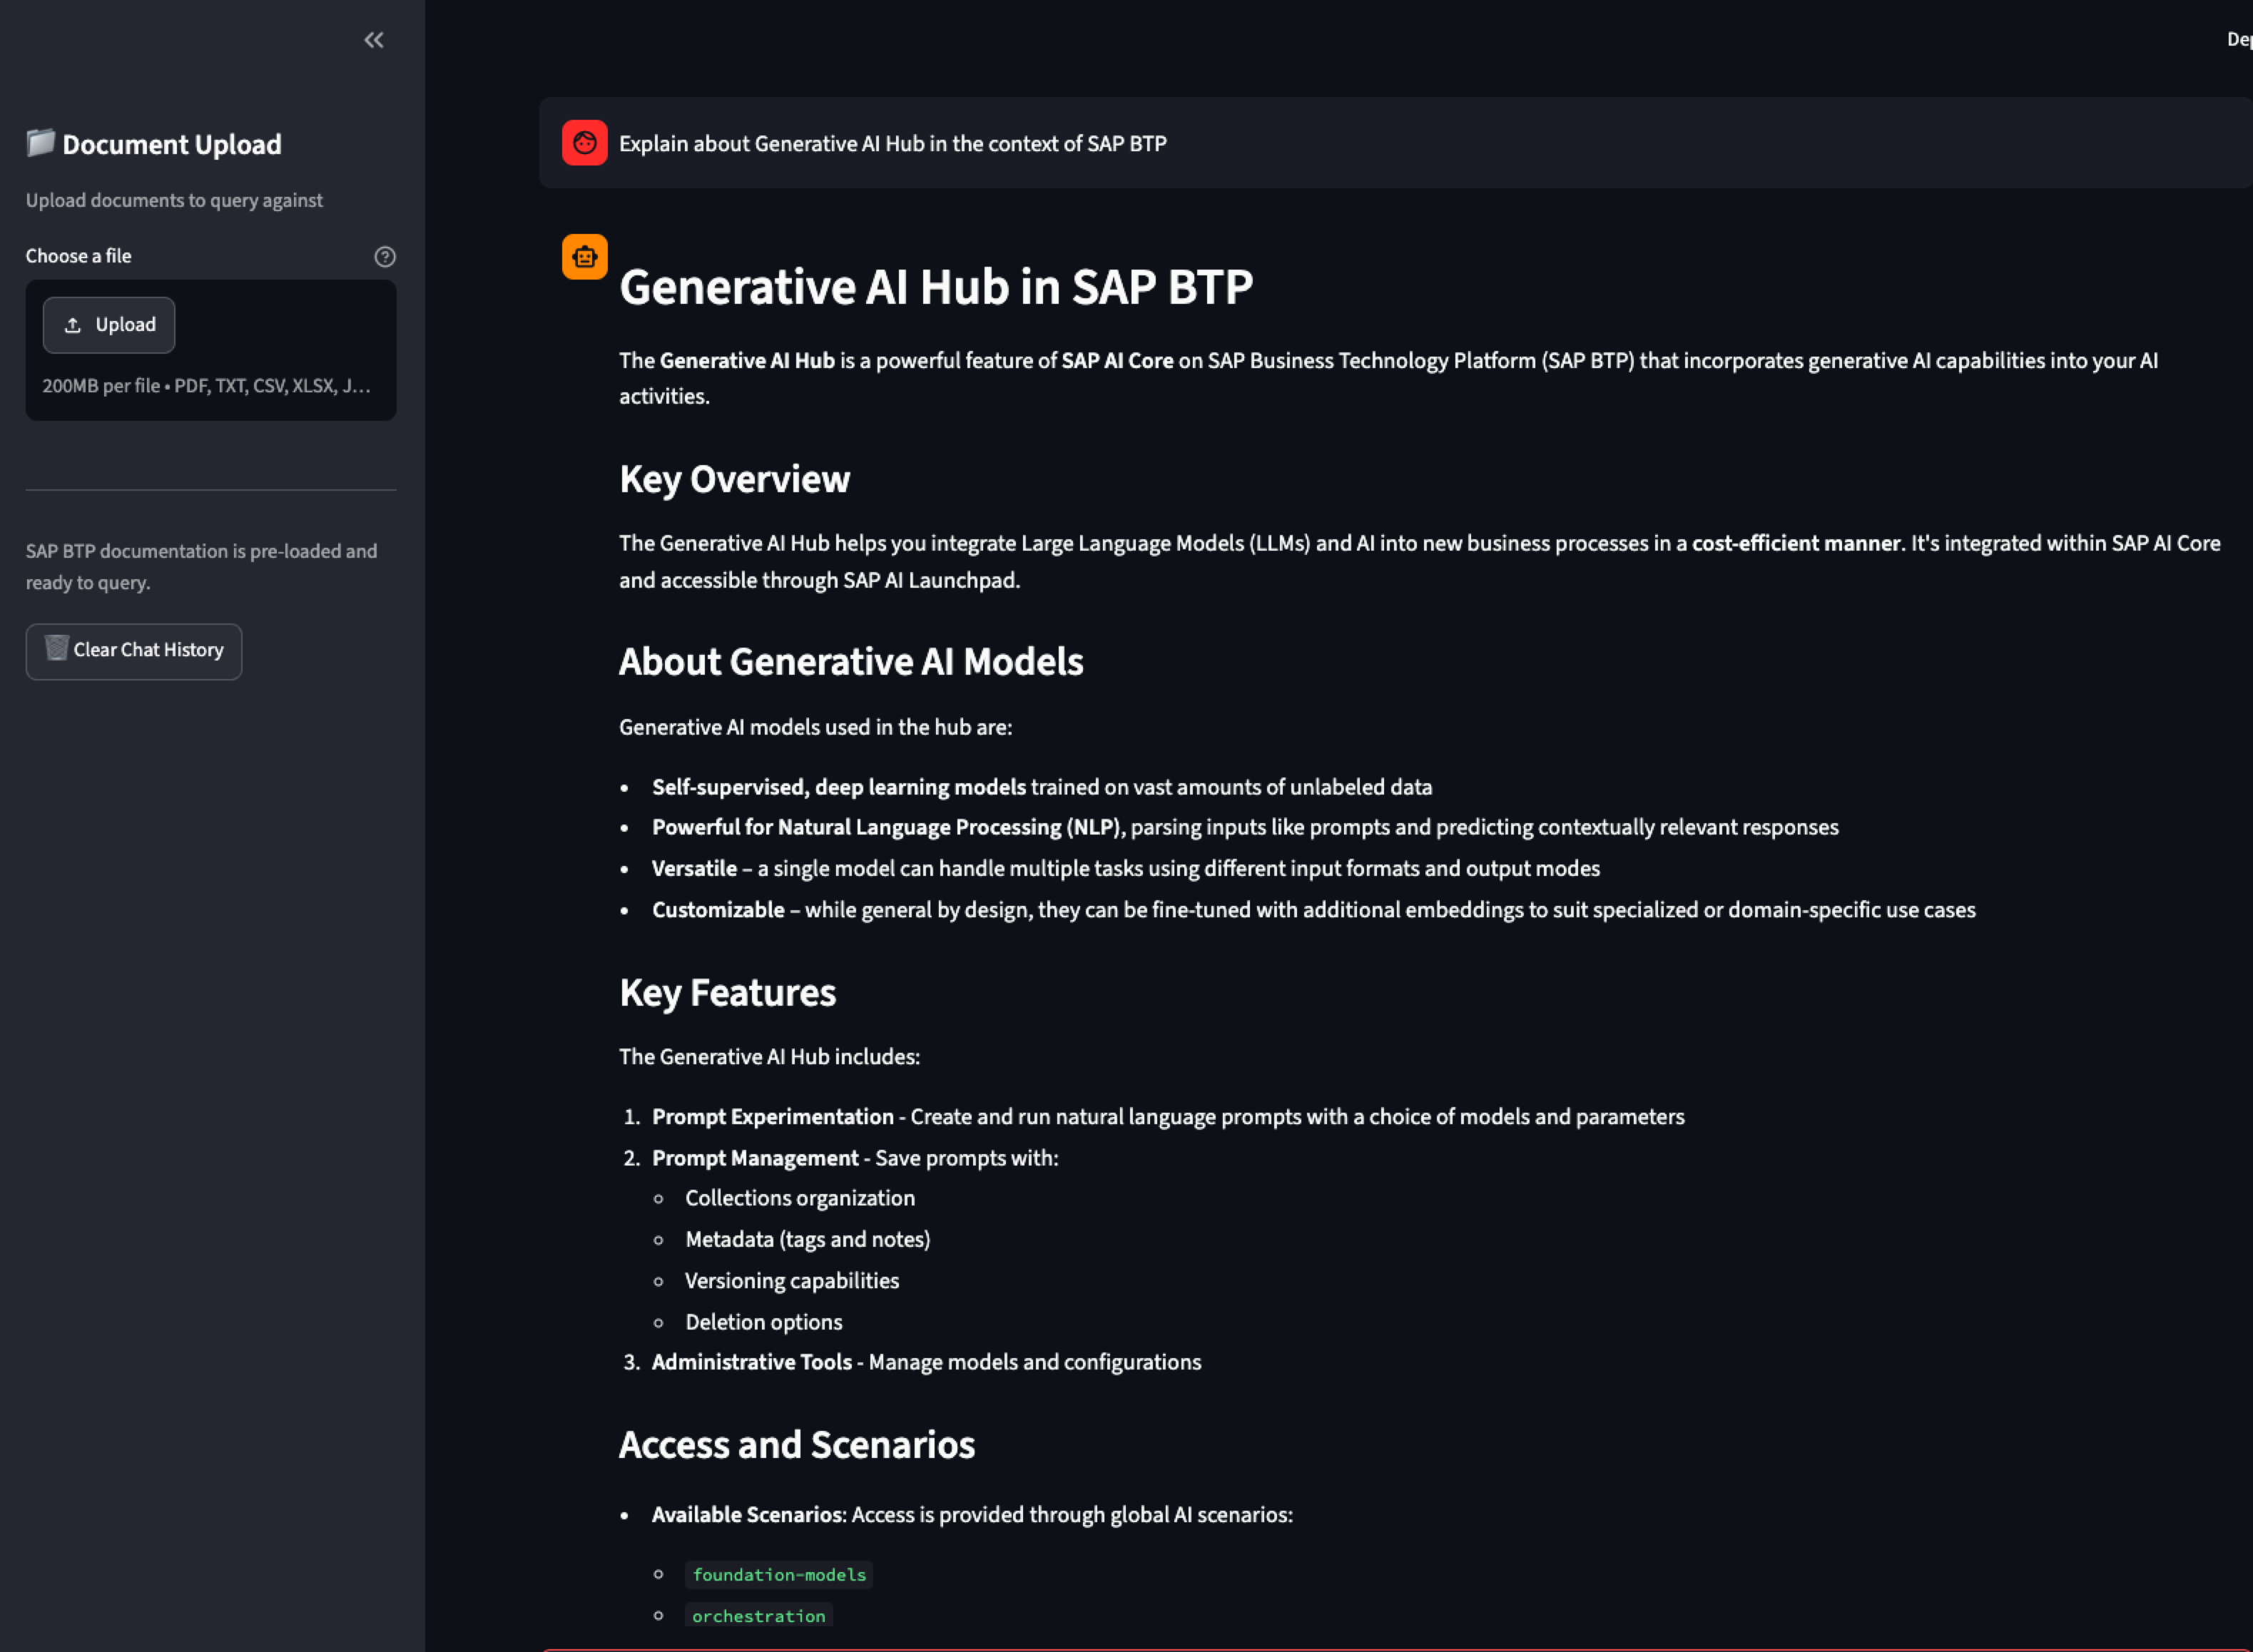 Document Upload
Upload documents to query against
Choose a file
Upload
200MB per file • PDF, TXT, CSV, XLSX, J...
SAP BTP documentation is pre-loaded and
ready to query.
Clear Chat History
Dep
Explain about Generative AI Hub in the context of SAP BTP
Generative AI Hub in SAP BTP
The Generative AI Hub is a powerful feature of SAP AI Core on SAP Business Technology Platform (SAP BTP) that incorporates generative AI capabilities into your AI
activities.
Key Overview
The Generative AI Hub helps you integrate Large Language Models (LLMs) and AI into new business processes in a cost-efficient manner. It's integrated within SAP AI Core
and accessible through SAP AI Launchpad.
About Generative AI Models
Generative AI models used in the hub are:
• Self-supervised, deep learning models trained on vast amounts of unlabeled data
• Powerful for Natural Language Processing (NLP), parsing inputs like prompts and predicting contextually relevant responses
• Versatile – a single model can handle multiple tasks using different input formats and output modes
• Customizable – while general by design, they can be fine-tuned with additional embeddings to suit specialized or domain-specific use cases
Key Features
The Generative AI Hub includes:
1. Prompt Experimentation - Create and run natural language prompts with a choice of models and parameters
2. Prompt Management - Save prompts with:
◦ Collections organization
◦ Metadata (tags and notes)
◦ Versioning capabilities
◦ Deletion options
3. Administrative Tools - Manage models and configurations
Access and Scenarios
• Available Scenarios: Access is provided through global AI scenarios:
◦ foundation-models
◦ orchestration